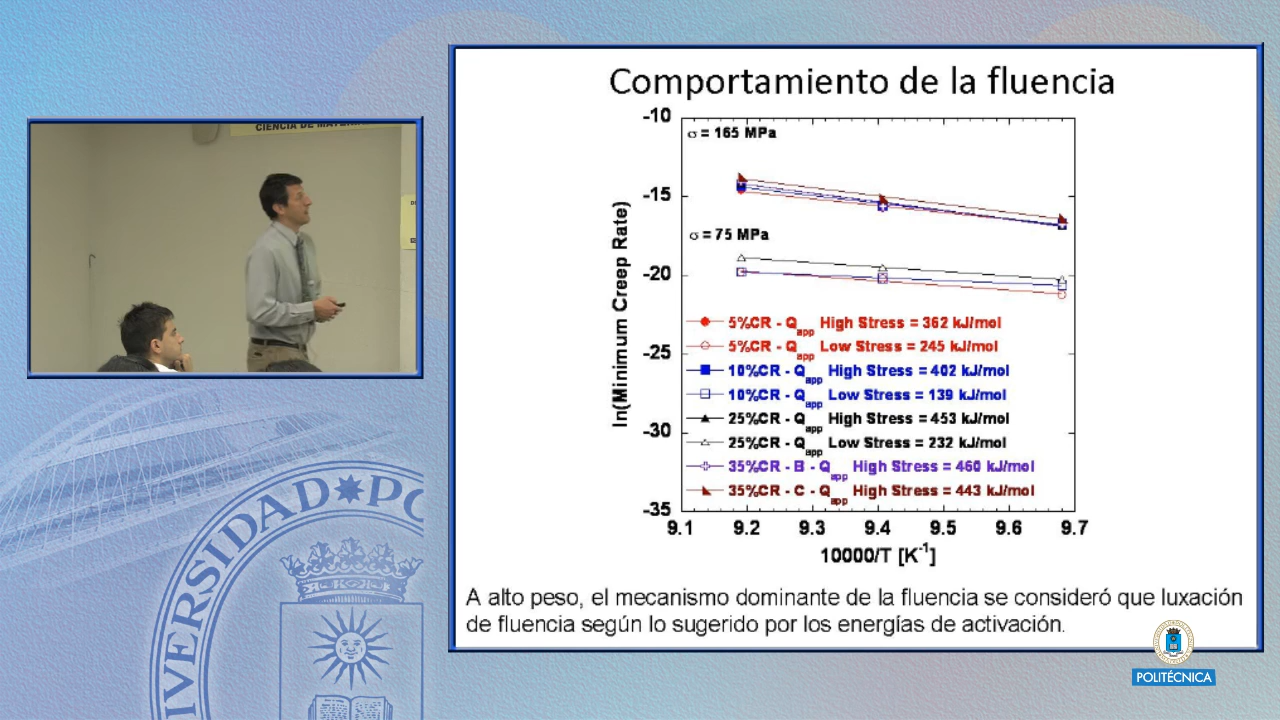 CIENCIA DE MATER
Comportamiento de la fluencia
-10
-15
-20
-25
-30
-35
ln(Minimum Creep Rate)
σ = 165 MPa
σ = 75 MPa
5%CR - Qapp High Stress = 362 kJ/mol
5%CR - Qapp Low Stress = 245 kJ/mol
10%CR - Qapp High Stress = 402 kJ/mol
10%CR - Qapp Low Stress = 139 kJ/mol
25%CR - Qapp High Stress = 453 kJ/mol
25%CR - Qapp Low Stress = 232 kJ/mol
35%CR - B - Qapp High Stress = 460 kJ/mol
35%CR - C - Qapp High Stress = 443 kJ/mol
9.1 9.2 9.3 9.4 9.5 9.6 9.7
10000/T [K⁻¹]
A alto peso, el mecanismo dominante de la fluencia se consideró que luxación
de fluencia según lo sugerido por los energías de activación.
POLITÉCNICA
UNIVERSIDAD PO